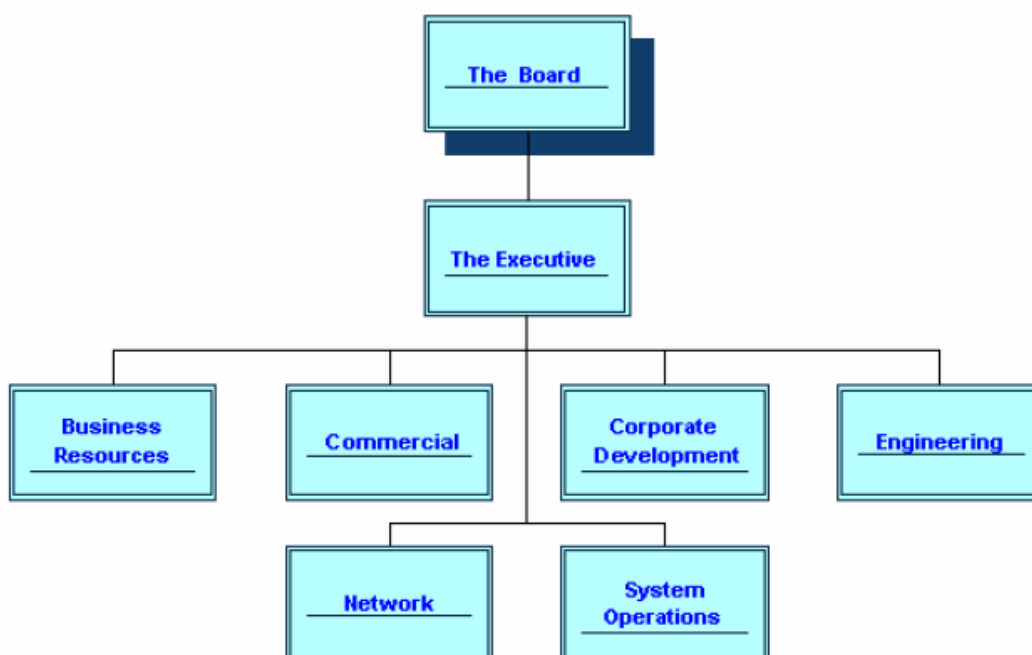 The Board
The Executive
Business
Resources
Commercial
Corporate
Development
Engineering
Network
System
Operations